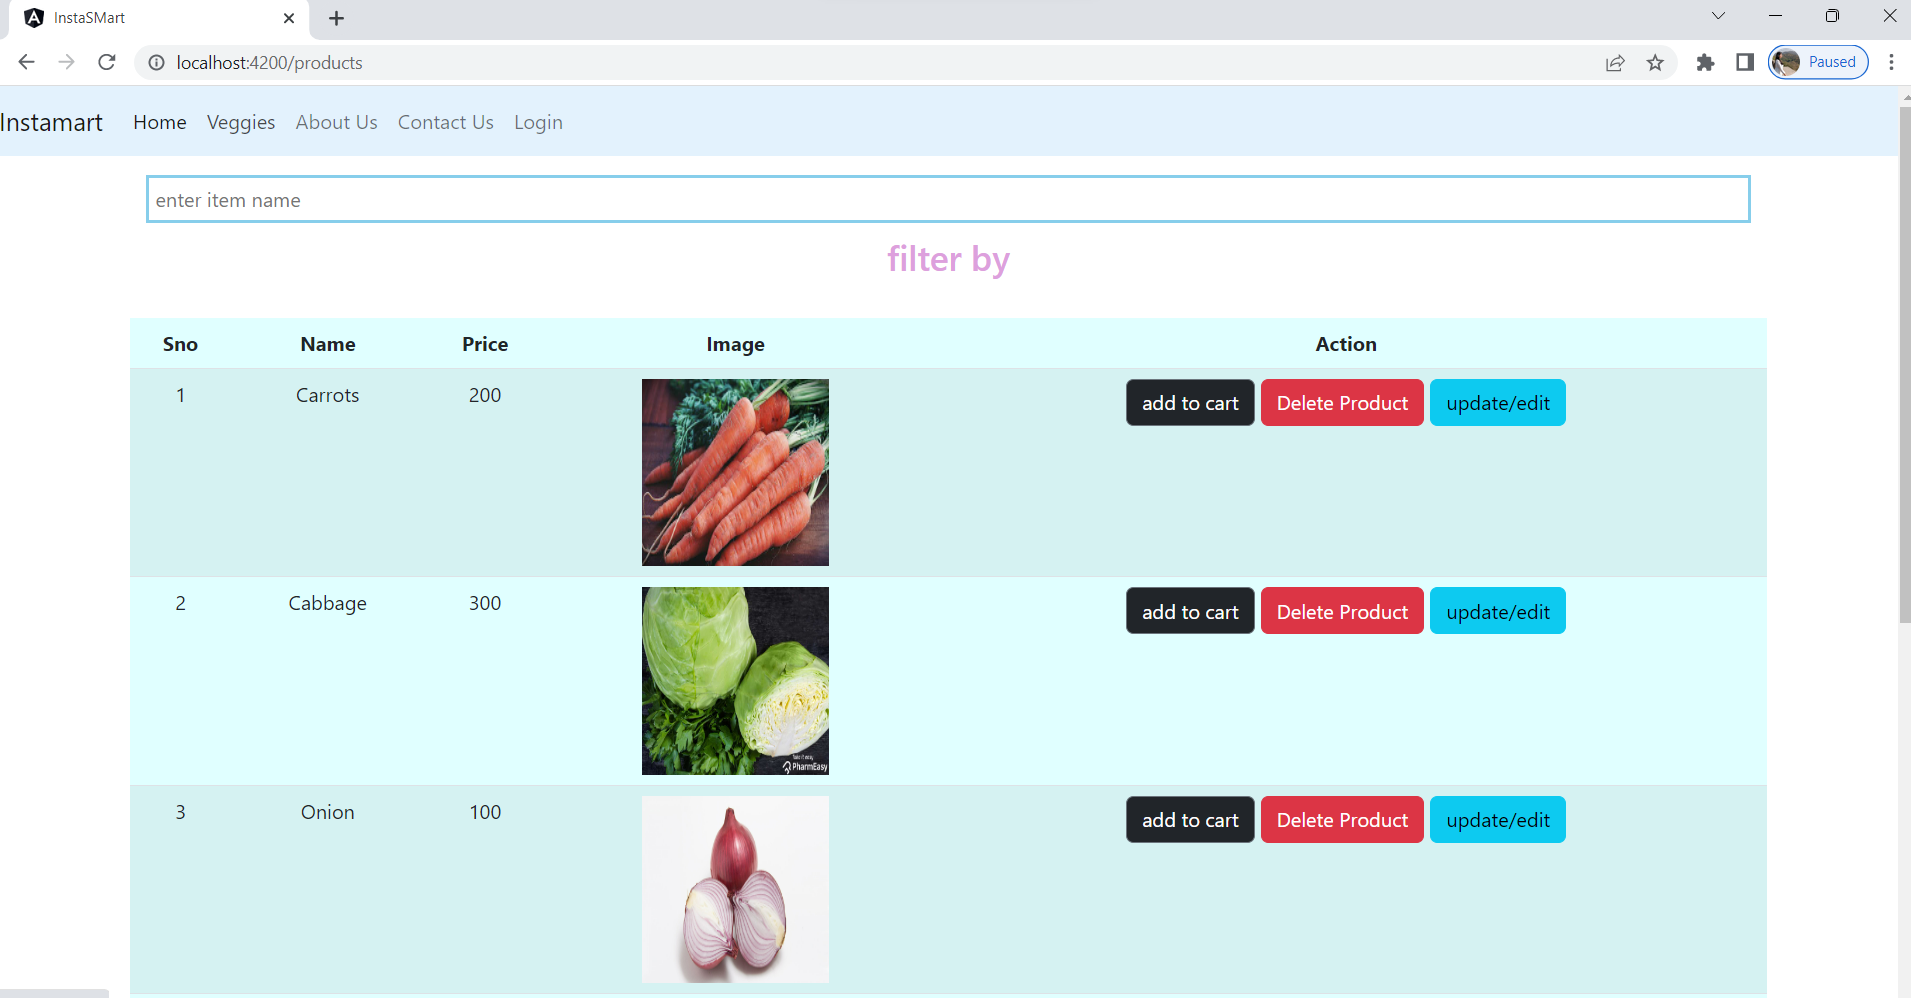 InstaSMart
localhost:4200/products
Paused
Instamart Home Veggies About Us Contact Us Login
enter item name
filter by
Sno Name Price Image Action
1 Carrots 200 add to cart Delete Product update/edit
2 Cabbage 300 add to cart Delete Product update/edit
PharmEasy
3 Onion 100 add to cart Delete Product update/edit